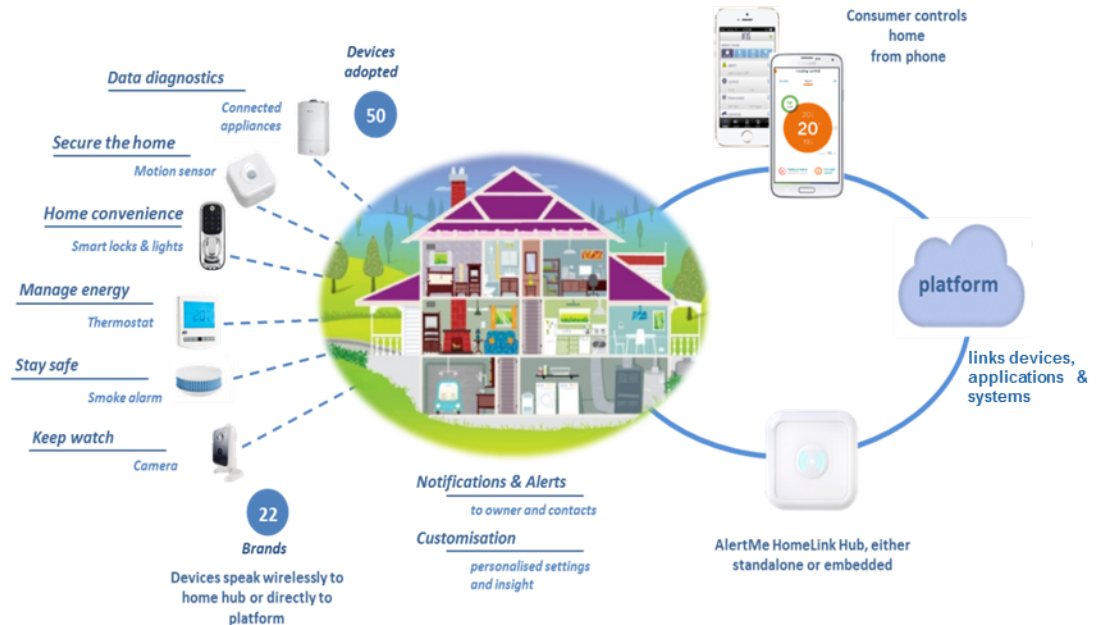 Data diagnostics
Connected
appliances
Devices
adopted
50
Secure the home
Motion sensor
Home convenience
Smart locks & lights
Manage energy
Thermostat
20
Stay safe
Smoke alarm
Keep watch
Camera
22
Brands
Devices speak wirelessly to
home hub or directly to
platform
Notifications & Alerts
to owner and contacts
Customisation
personalised settings
and insight
Consumer controls
home
from phone
20
platform
links devices,
applications &
systems
AlertMe HomeLink Hub, either
standalone or embedded